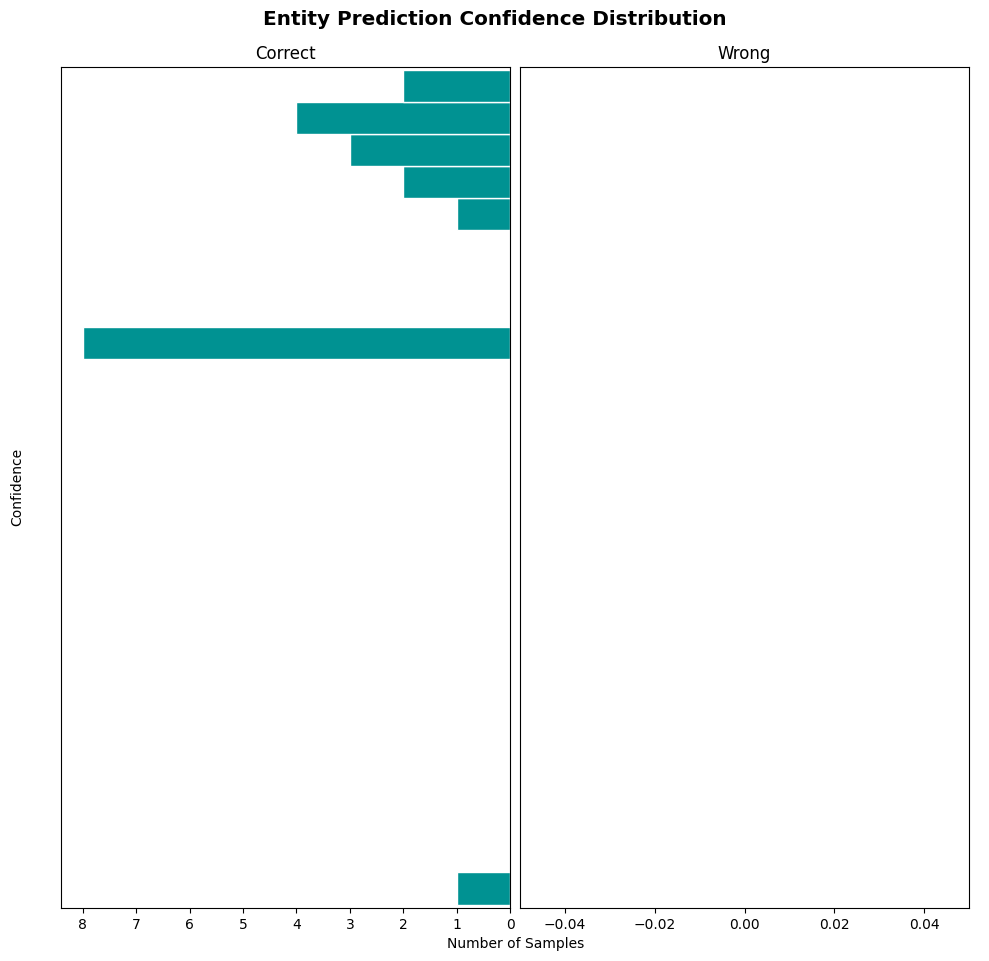 Entity Prediction Confidence Distribution
Correct
Wrong
Confidence
8 7 6 5 4 3 2 1 0
−0.04 −0.02 0.00 0.02 0.04
Number of Samples